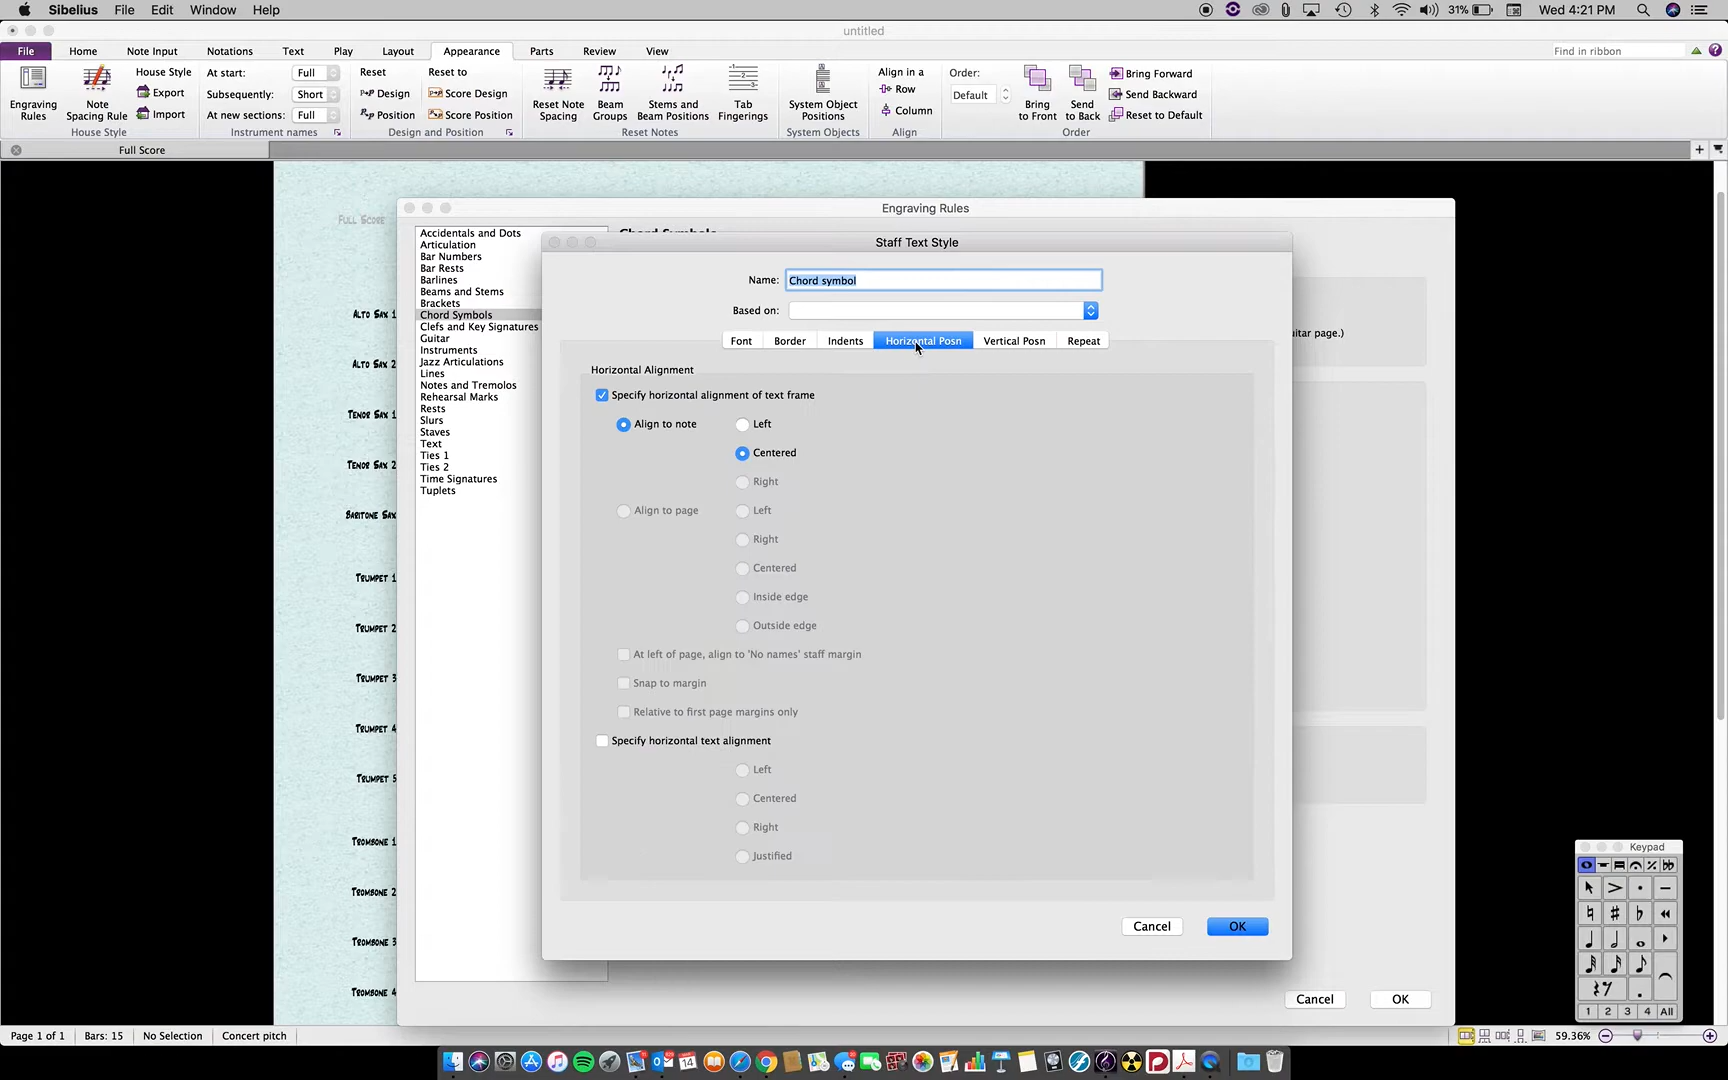 Sibelius File Edit Window Help 31% Wed 4:21 PM
untitled
File Home Note Input Notations Text Play Layout Appearance Parts Review View Find in ribbon
Engraving Rules
Note Spacing Rule
House Style
Export
Import
House Style
At start: Full
Subsequently: Short
At new sections: Full
Instrument names
Reset
Design
Position
Reset to
Score Design
Score Position
Design and Position
Reset Note Spacing
Beam Groups
Stems and Beam Positions
Tab Fingerings
Reset Notes
System Object Positions
System Objects
Align in a
Row
Column
Align
Order:
Default
Bring to Front
Send to Back
Bring Forward
Send Backward
Reset to Default
Order
Full Score
Full Score
Alto Sax 1
Alto Sax 2
Tenor Sax 1
Tenor Sax 2
Baritone Sax
Trumpet 1
Trumpet 2
Trumpet 3
Trumpet 4
Trumpet 5
Trombone 1
Trombone 2
Trombone 3
Trombone 4
Engraving Rules
Accidentals and Dots
Articulation
Bar Numbers
Bar Rests
Barlines
Beams and Stems
Brackets
Chord Symbols
Clefs and Key Signatures
Guitar
Instruments
Jazz Articulations
Lines
Notes and Tremolos
Rehearsal Marks
Rests
Slurs
Staves
Text
Ties 1
Ties 2
Time Signatures
Tuplets
Chord Symbols
uitar page.)
Staff Text Style
Name: Chord symbol
Based on:
Font Border Indents Horizontal Posn Vertical Posn Repeat
Horizontal Alignment
Specify horizontal alignment of text frame
Align to note Left
Centered
Right
Align to page Left
Right
Centered
Inside edge
Outside edge
At left of page, align to 'No names' staff margin
Snap to margin
Relative to first page margins only
Specify horizontal text alignment
Left
Centered
Right
Justified
Cancel OK
Cancel OK
Keypad
1 2 3 4 All
Page 1 of 1 Bars: 15 No Selection Concert pitch 59.36%